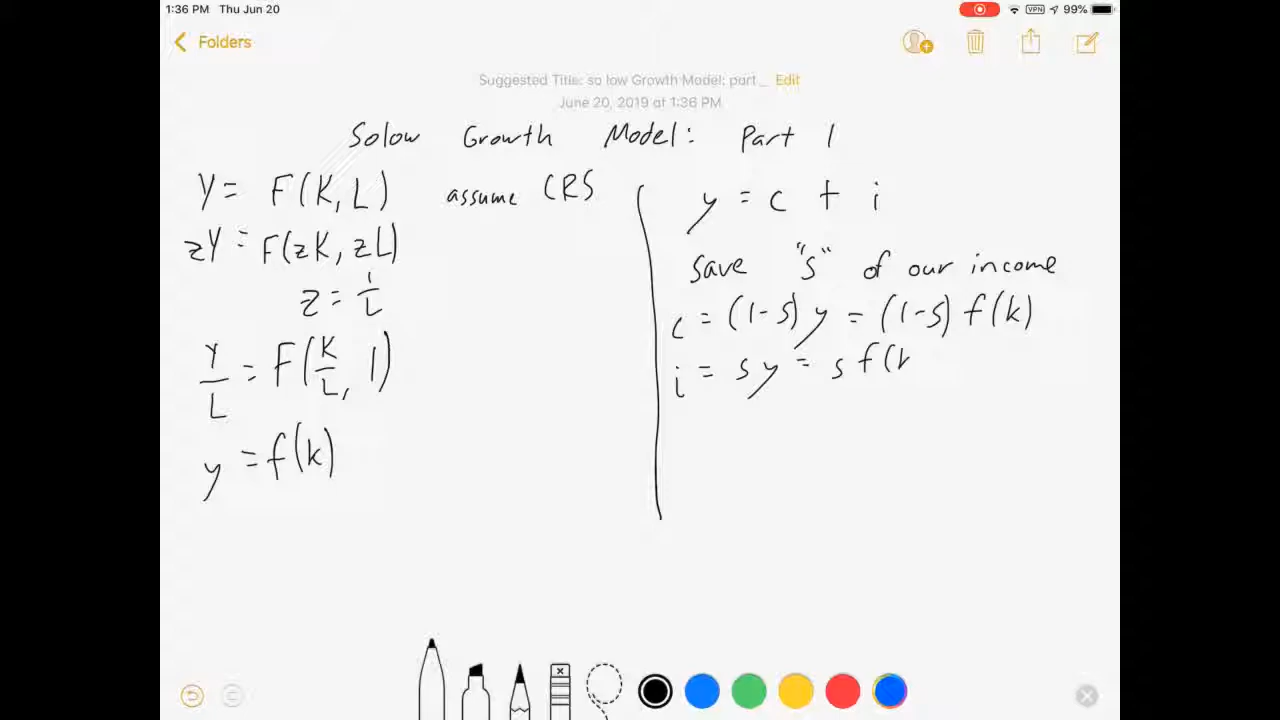 1:36 PM Thu Jun 20
VPN 99%
Folders
Suggested Title: so low Growth Model: part_ Edit
June 20, 2019 at 1:36 PM
Solow Growth Model: Part 1
Y = F(K, L) assume CRS
zY = F(zK, zL)
z = 1/L
Y/L = F(K/L, 1)
y = f(k)
y = c + i
save "s" of our income
c = (1-s)y = (1-s) f(k)
i = sy = s f(k